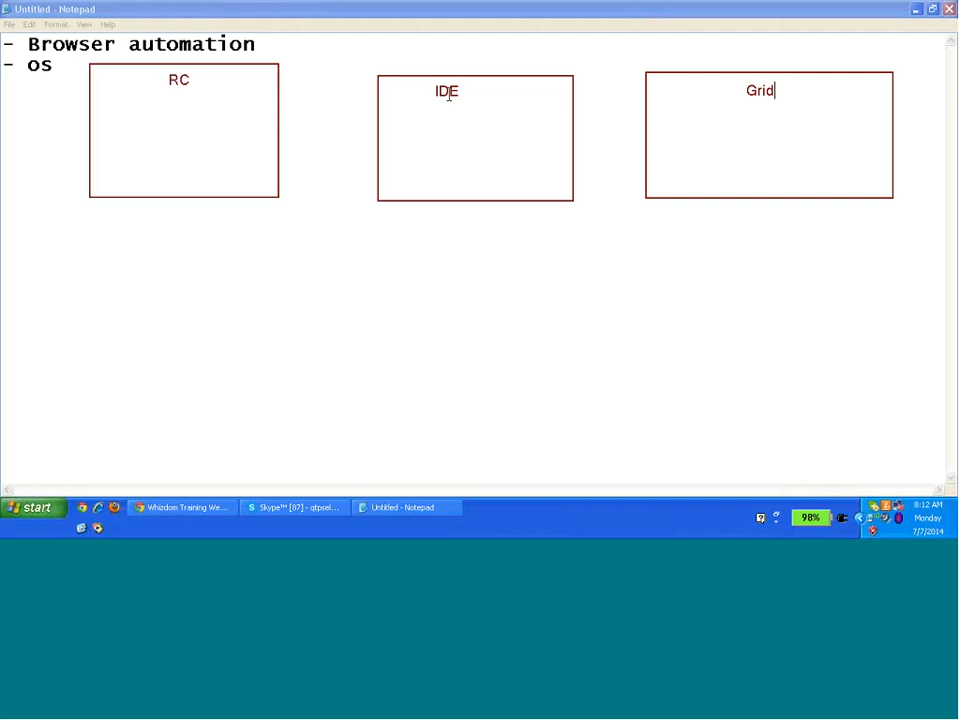 Untitled - Notepad
File Edit Format View Help
- Browser automation
- os
RC
IDE
Grid
start
Whizdom Training We...
Skype™ [87] - qtpsel...
Untitled - Notepad
98%
8:12 AM
Monday
7/7/2014